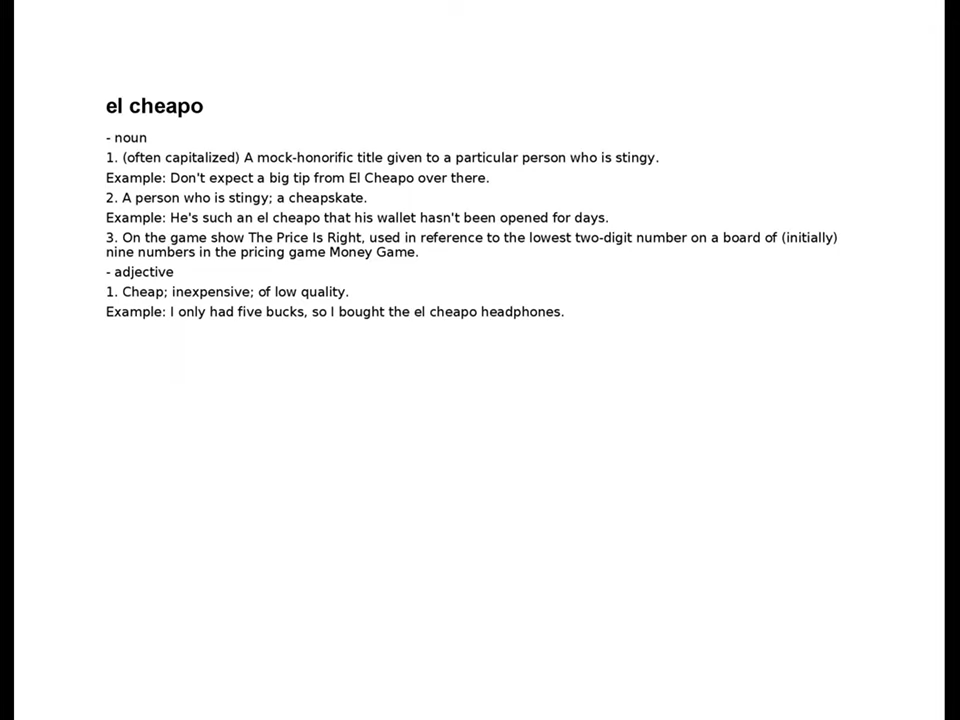 el cheapo
- noun
1. (often capitalized) A mock-honorific title given to a particular person who is stingy.
Example: Don't expect a big tip from El Cheapo over there.
2. A person who is stingy; a cheapskate.
Example: He's such an el cheapo that his wallet hasn't been opened for days.
3. On the game show The Price Is Right, used in reference to the lowest two-digit number on a board of (initially)
nine numbers in the pricing game Money Game.
- adjective
1. Cheap; inexpensive; of low quality.
Example: I only had five bucks, so I bought the el cheapo headphones.